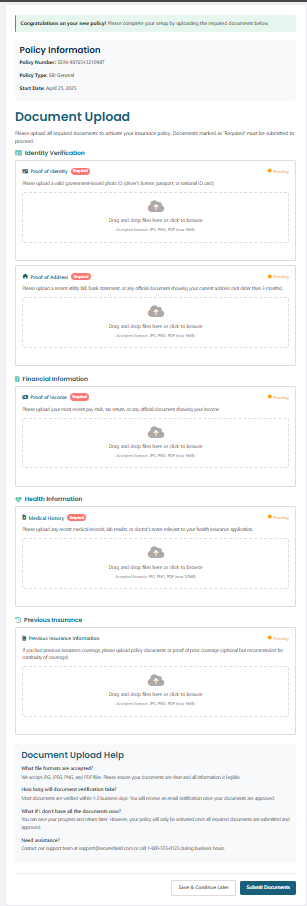 Congratulations on your new policy! Please complete your setup by uploading the required documents below.
Policy Information
Policy Number: SSIN-9876543210987
Policy Type: SBI General
Start Date: April 25, 2025
Document Upload
Please upload all required documents to activate your insurance policy. Documents marked as "Required" must be submitted to
proceed.
Identity Verification
Proof of Identity Required Pending
Please upload a valid government-issued photo ID (driver's license, passport, or national ID card).
Drag and drop files here or click to browse
Accepted formats: JPG, PNG, PDF (max 5MB)
Proof of Address Required Pending
Please upload a recent utility bill, bank statement, or any official document showing your current address (not older than 3 months).
Drag and drop files here or click to browse
Accepted formats: JPG, PNG, PDF (max 5MB)
Financial Information
Proof of Income Required Pending
Please upload your most recent pay stub, tax return, or any official document showing your income.
Drag and drop files here or click to browse
Accepted formats: JPG, PNG, PDF (max 5MB)
Health Information
Medical History Required Pending
Please upload any recent medical records, lab results, or doctor's notes relevant to your health insurance application.
Drag and drop files here or click to browse
Accepted formats: JPG, PNG, PDF (max 10MB)
Previous Insurance
Previous Insurance Information Pending
If you had previous insurance coverage, please upload policy documents or proof of prior coverage (optional but recommended for
continuity of coverage).
Drag and drop files here or click to browse
Accepted formats: JPG, PNG, PDF (max 5MB)
Document Upload Help
What file formats are accepted?
We accept JPG, JPEG, PNG, and PDF files. Please ensure your documents are clear and all information is legible.
How long will document verification take?
Most documents are verified within 1-2 business days. You will receive an email notification once your documents are approved.
What if I don't have all the documents now?
You can save your progress and return later. However, your policy will only be activated once all required documents are submitted and
approved.
Need assistance?
Contact our support team at support@secureshield.com or call 1-800-555-0123 during business hours.
Save & Continue Later
Submit Documents